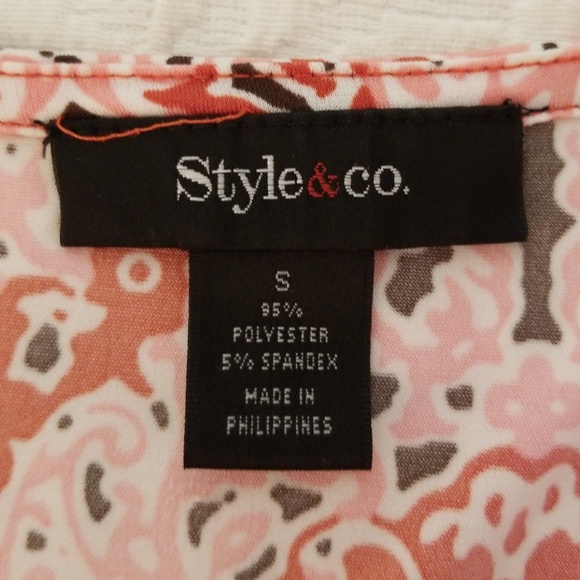 Style&co.
S
95%
POLYESTER
5% SPANDEX
MADE IN
PHILIPPINES